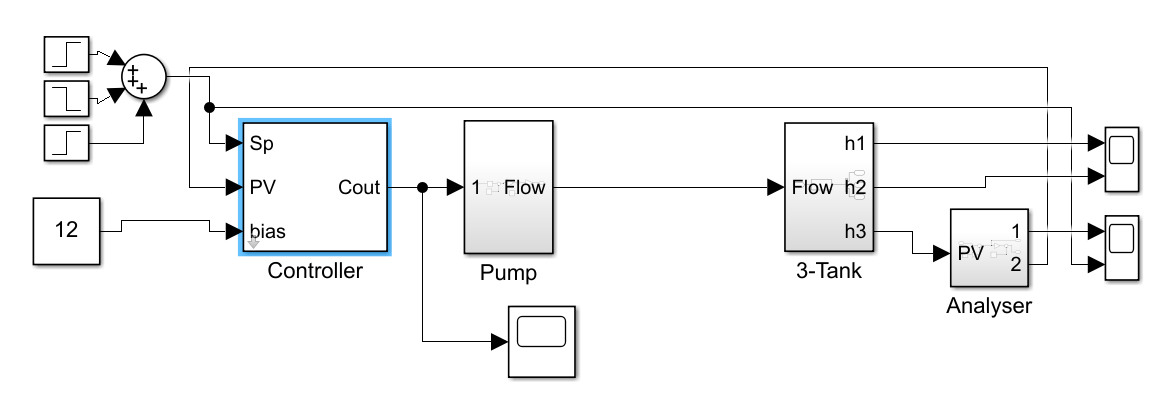 +
+
+
Sp
PV
bias
Cout
Controller
12
1
Flow
Pump
Flow
h1
h2
h3
3-Tank
PV
1
2
Analyser